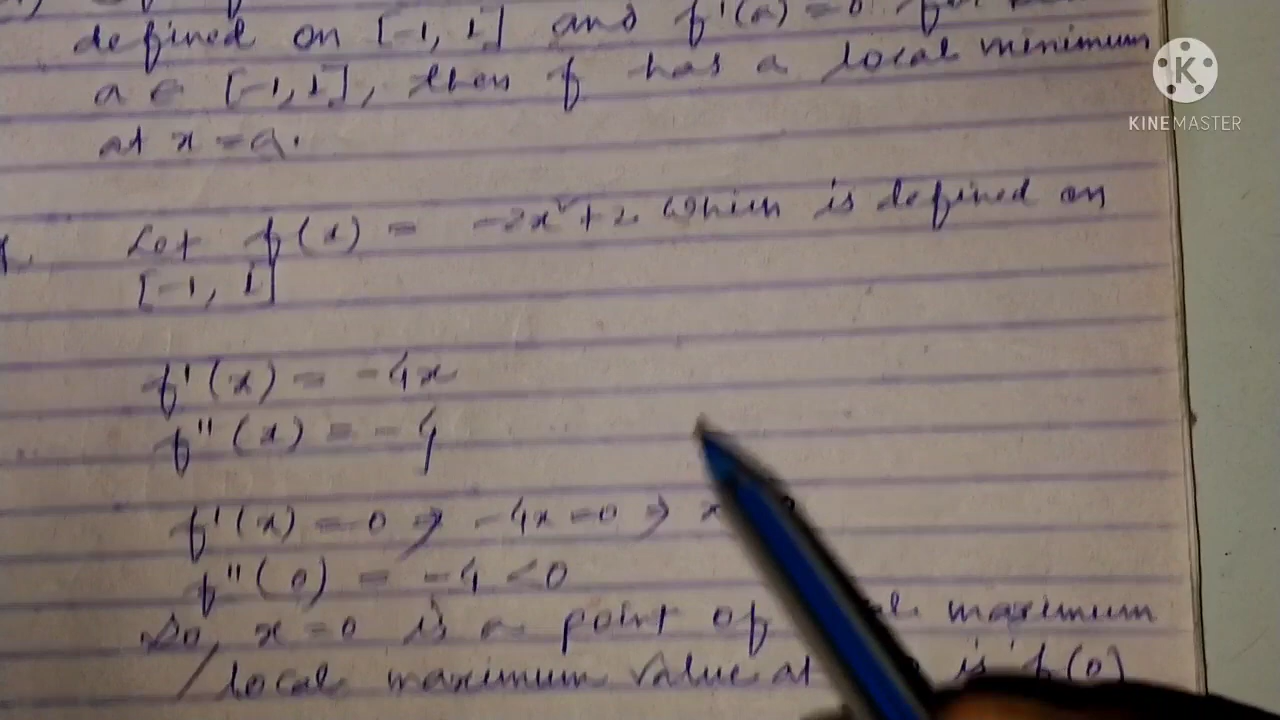 defined on [-1, 1] and f'(a) = 0 for
a ∈ [-1, 1], then f has a local minimum
at x = a.
Let f(x) = -2x² + 2 which is defined on
[-1, 1]
f'(x) = -4x
f''(x) = -4
f'(x) = 0 ⇒ -4x = 0 ⇒ x
f''(0) = -4 < 0
So, x = 0 is a point of maximum
/local maximum value at is f(0)
KINEMASTER